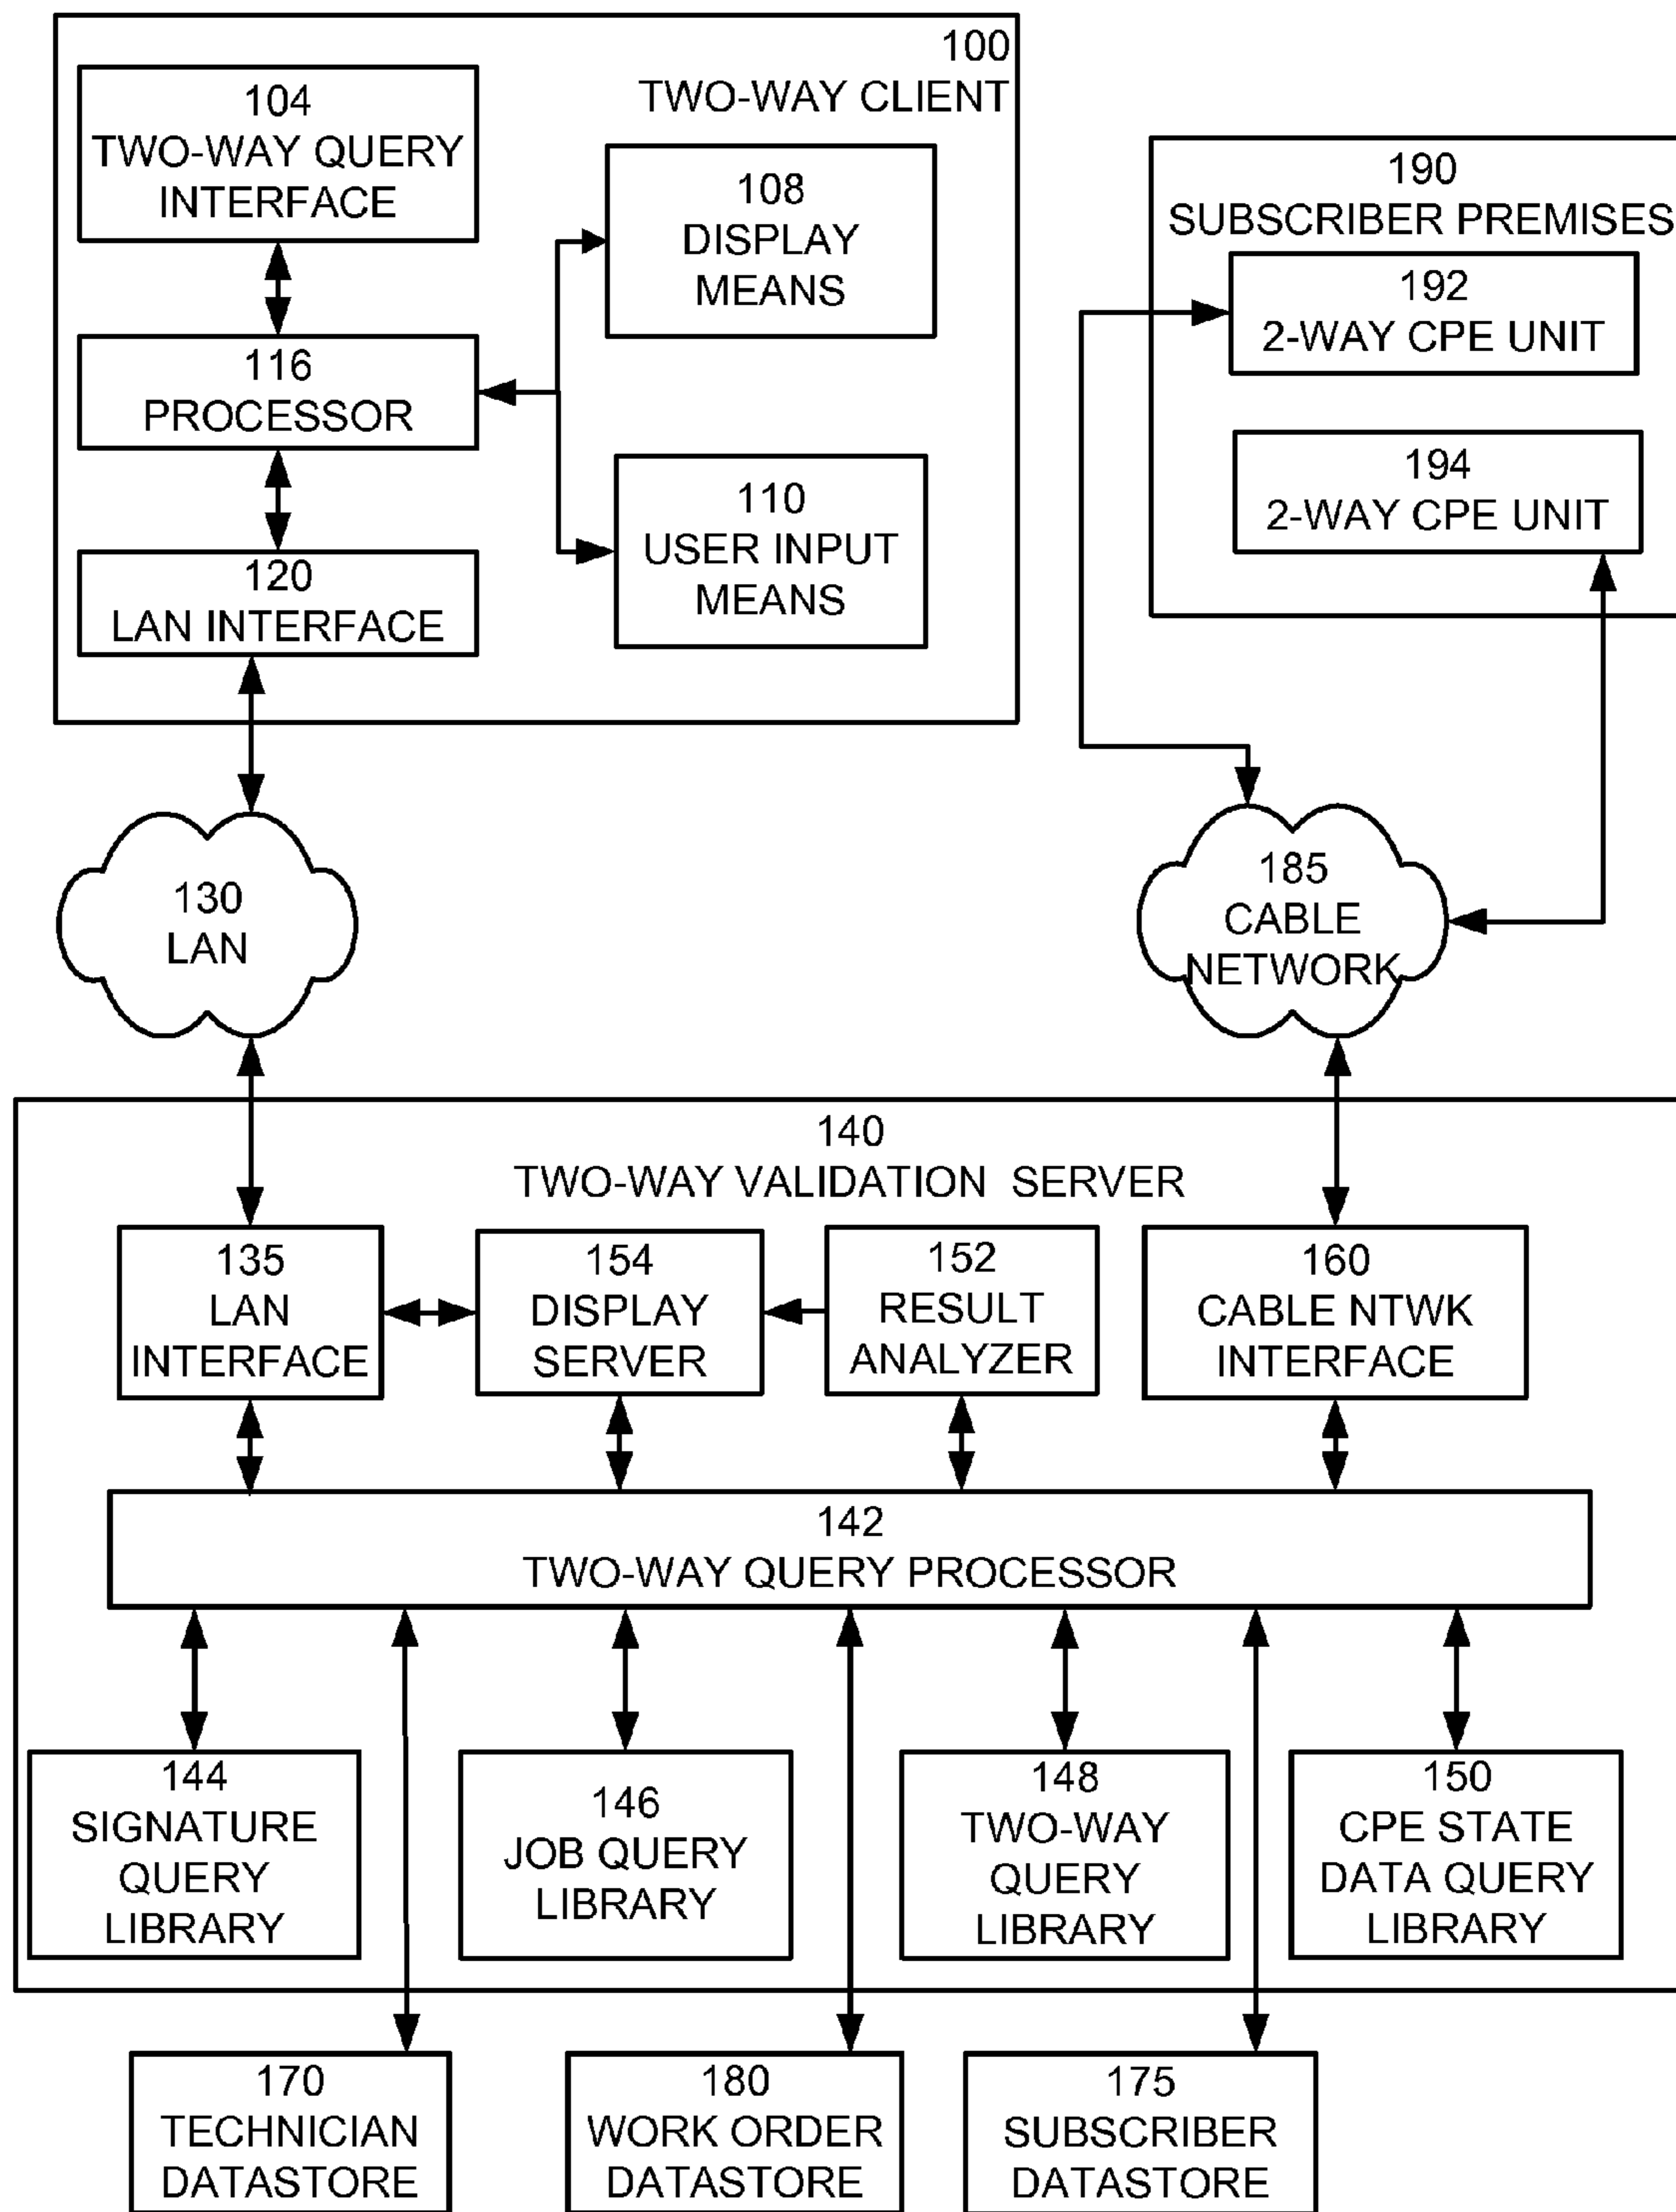 100
TWO-WAY CLIENT
104
TWO-WAY QUERY
INTERFACE
108
DISPLAY
MEANS
116
PROCESSOR
110
USER INPUT
MEANS
120
LAN INTERFACE
190
SUBSCRIBER PREMISES
192
2-WAY CPE UNIT
194
2-WAY CPE UNIT
130
LAN
185
CABLE
NETWORK
140
TWO-WAY VALIDATION SERVER
135
LAN
INTERFACE
154
DISPLAY
SERVER
152
RESULT
ANALYZER
160
CABLE NTWK
INTERFACE
142
TWO-WAY QUERY PROCESSOR
144
SIGNATURE
QUERY
LIBRARY
146
JOB QUERY
LIBRARY
148
TWO-WAY
QUERY
LIBRARY
150
CPE STATE
DATA QUERY
LIBRARY
170
TECHNICIAN
DATASTORE
180
WORK ORDER
DATASTORE
175
SUBSCRIBER
DATASTORE